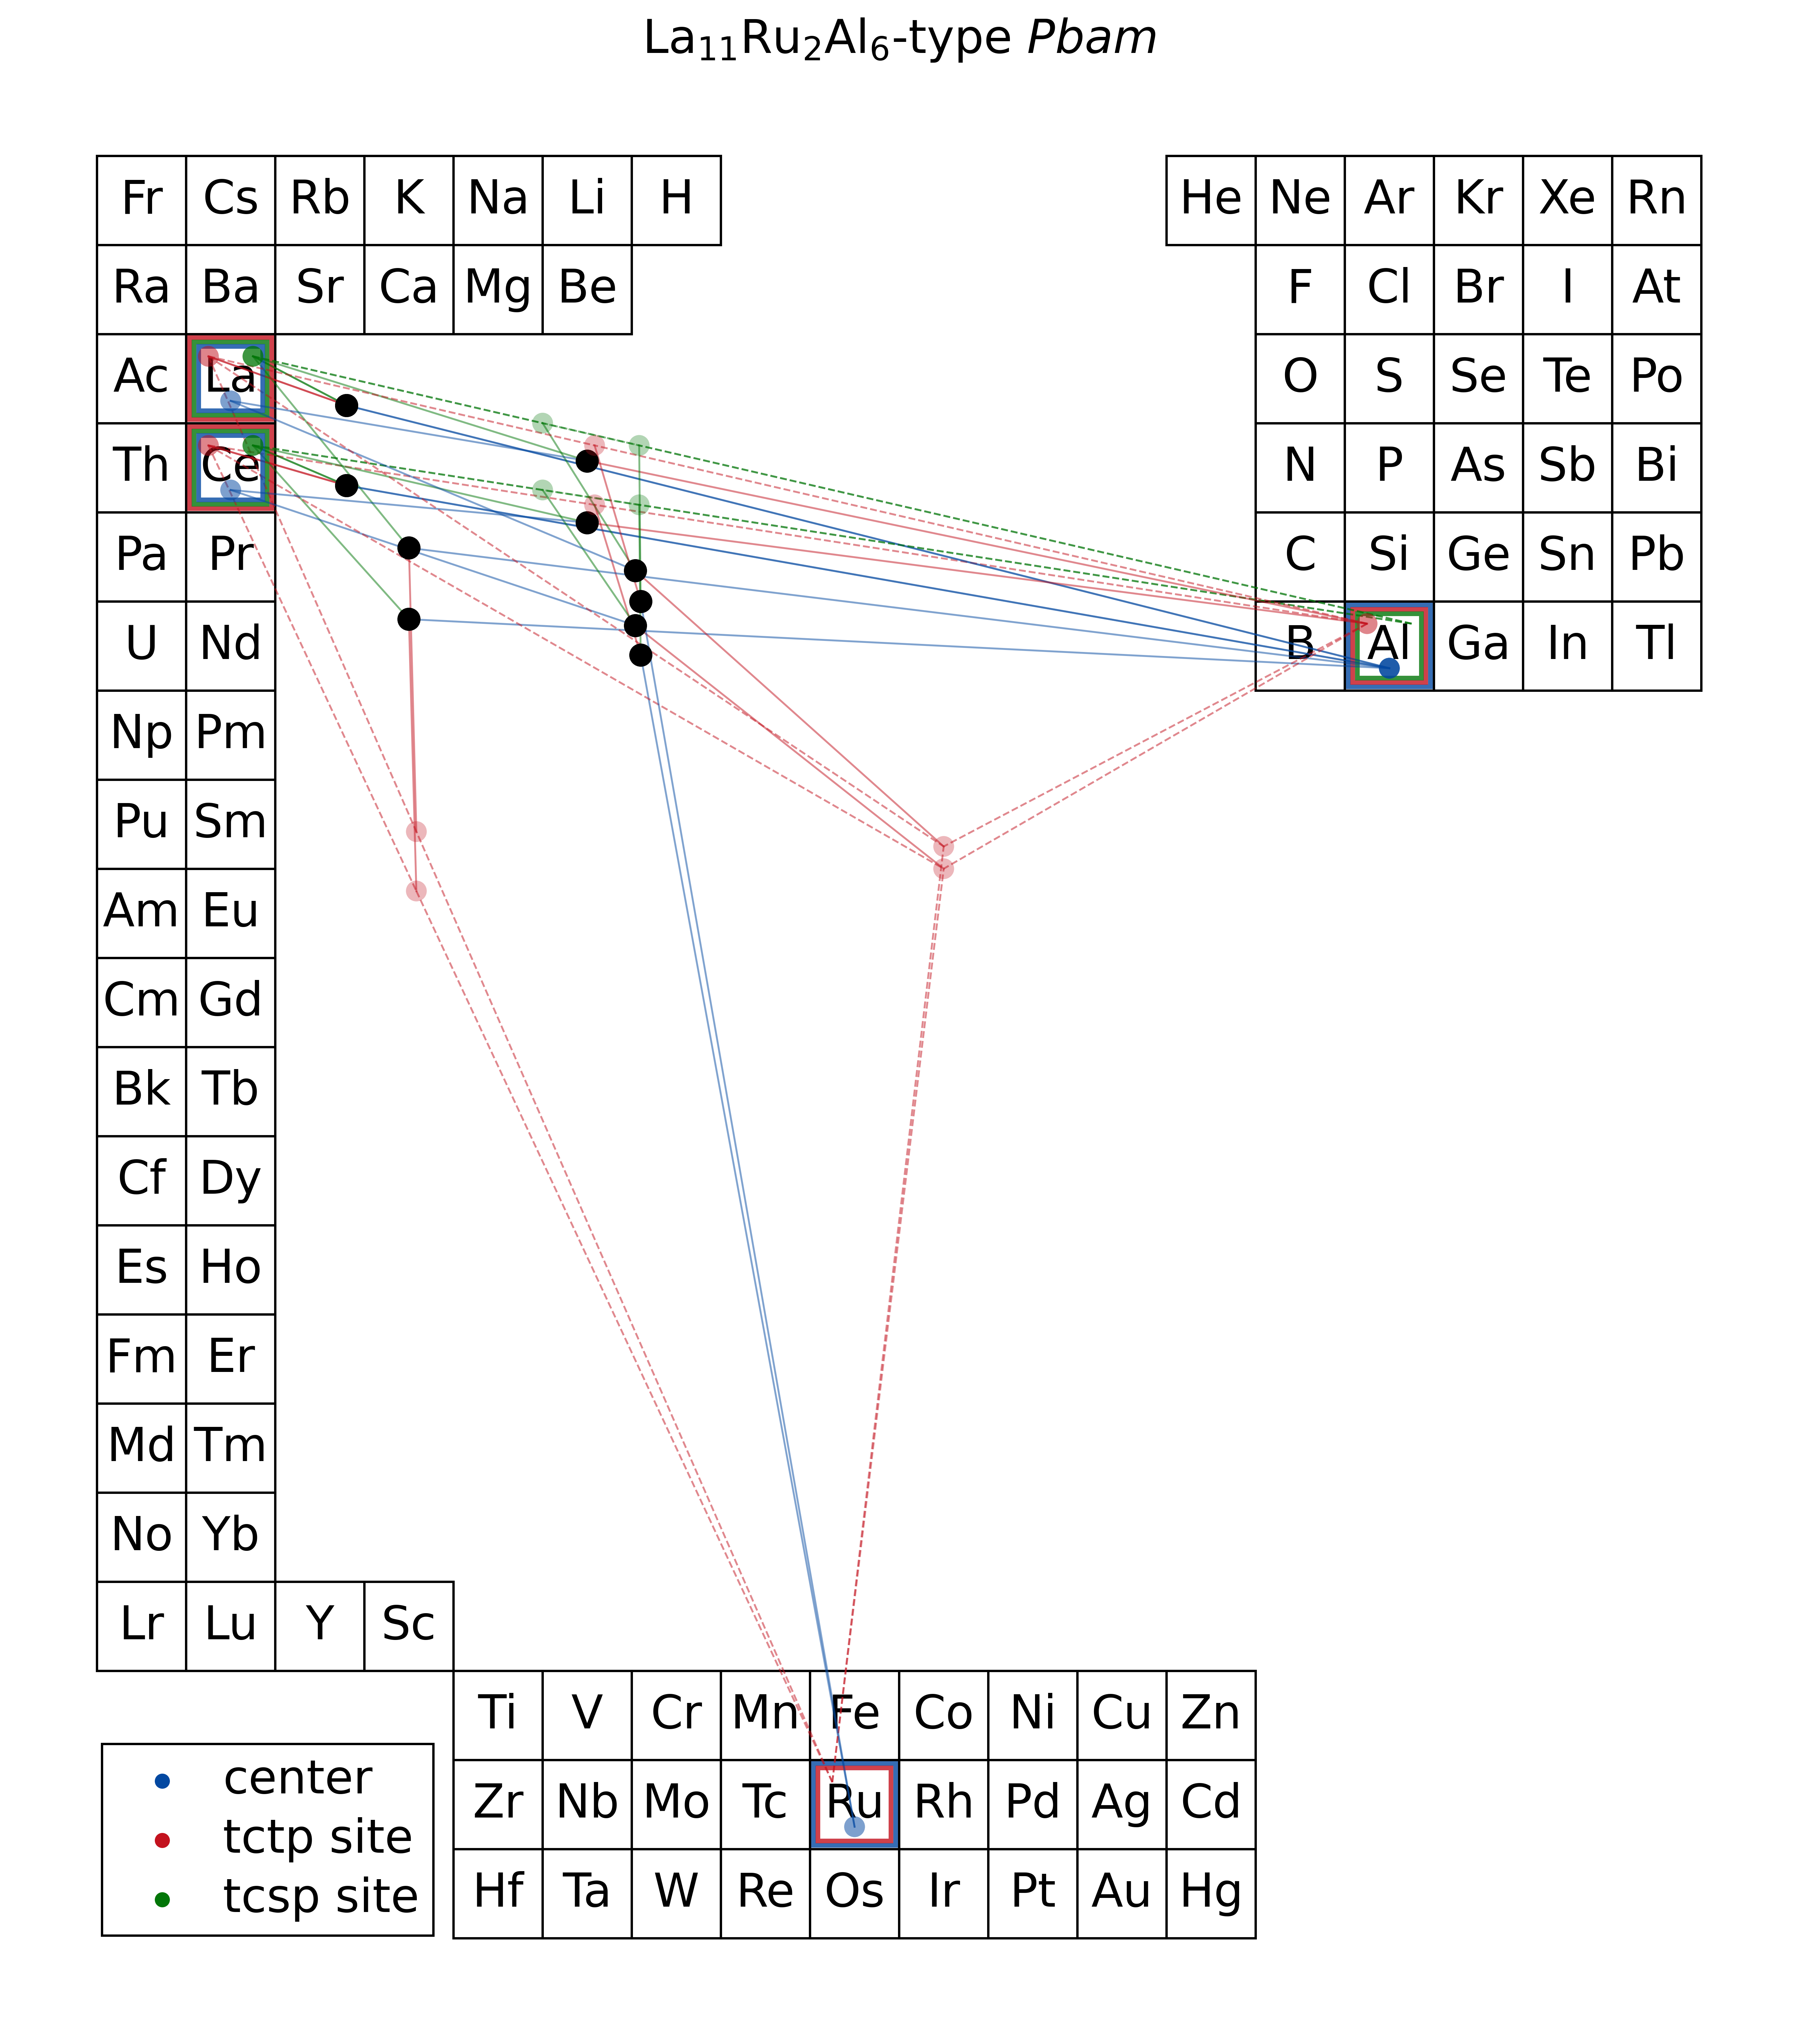 La₁₁Ru₂Al₆-type Pbam
Fr Cs Rb K Na Li H He Ne Ar Kr Xe Rn
Ra Ba Sr Ca Mg Be F Cl Br I At
Ac La O S Se Te Po
Th Ce N P As Sb Bi
Pa Pr C Si Ge Sn Pb
U Nd B Al Ga In Tl
Np Pm
Pu Sm
Am Eu
Cm Gd
Bk Tb
Cf Dy
Es Ho
Fm Er
Md Tm
No Yb
Lr Lu Y Sc
Ti V Cr Mn Fe Co Ni Cu Zn
Zr Nb Mo Tc Ru Rh Pd Ag Cd
Hf Ta W Re Os Ir Pt Au Hg
center
tctp site
tcsp site